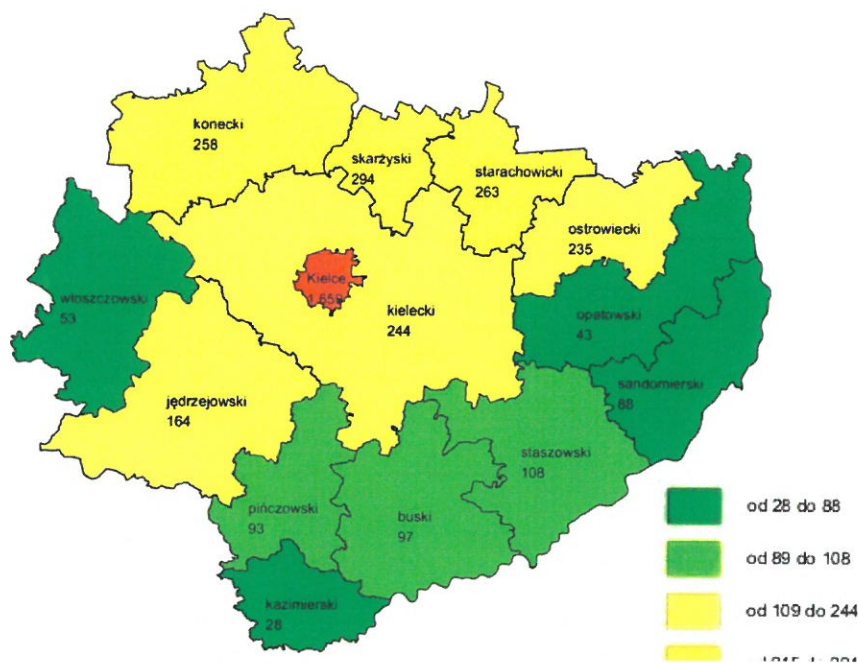 konecki
258
skarżyski
294
starachowicki
263
ostrowiecki
235
włoszczowski
53
Kielce
1 659
kielecki
244
opatowski
43
sandomierski
88
jędrzejowski
164
staszowski
108
pińczowski
93
buski
97
kazimierski
28
od 28 do 88
od 89 do 108
od 109 do 244